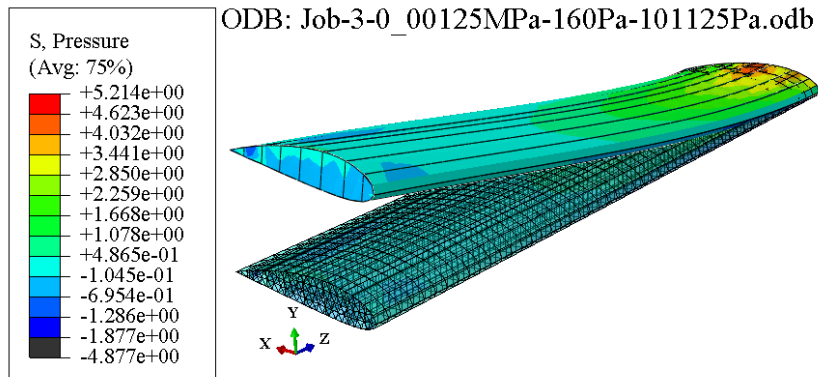 ODB: Job-3-0_00125MPa-160Pa-101125Pa.odb
S, Pressure
(Avg: 75%)
+5.214e+00
+4.623e+00
+4.032e+00
+3.441e+00
+2.850e+00
+2.259e+00
+1.668e+00
+1.078e+00
+4.865e-01
-1.045e-01
-6.954e-01
-1.286e+00
-1.877e+00
-4.877e+00
Y
X
Z